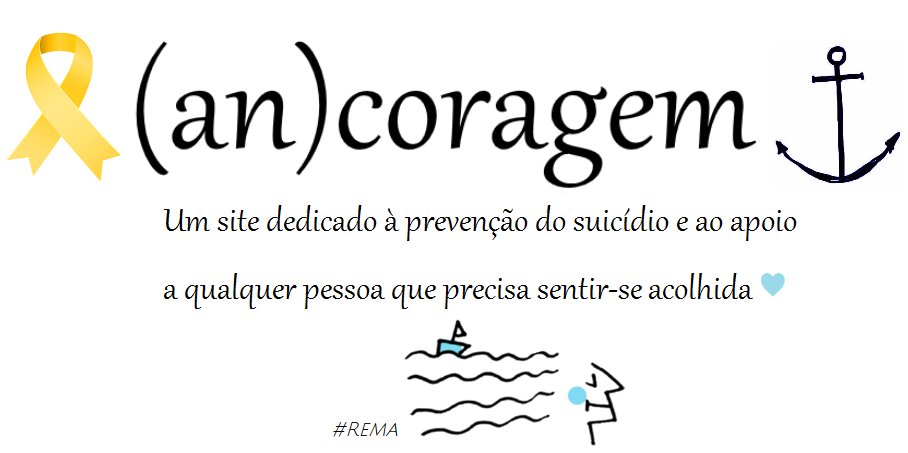 (an)coragem
Um site dedicado à prevenção do suicídio e ao apoio
a qualquer pessoa que precisa sentir-se acolhida
#REMA